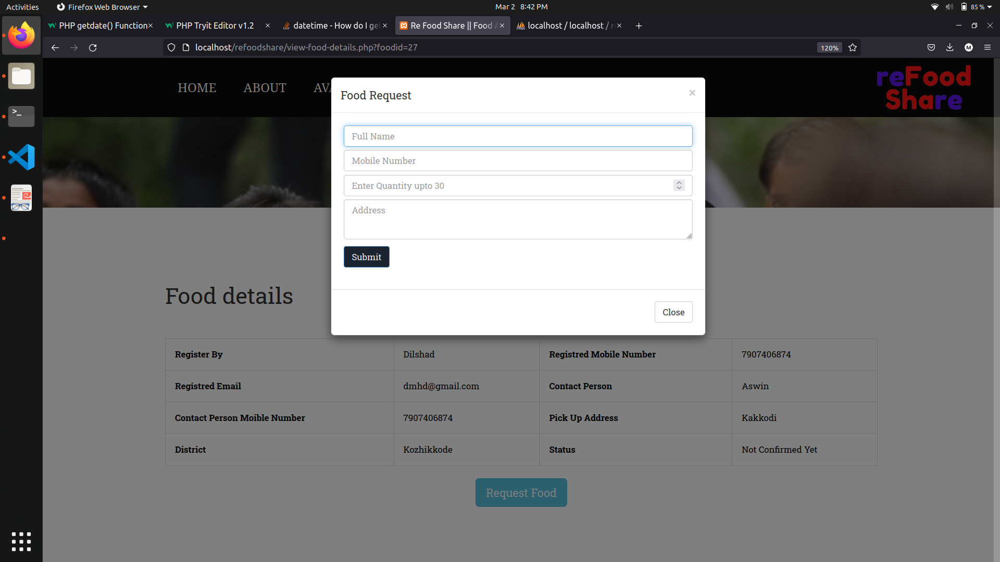 Activities Firefox Web Browser Mar 2 8:42 PM 85 %
PHP getdate() Function PHP Tryit Editor v1.2 datetime - How do I get Re Food Share || Food localhost / localhost /
localhost/refoodshare/view-food-details.php?foodid=27 120% M
HOME ABOUT
reFood
Share
Food Request ×
Full Name
Mobile Number
Enter Quantity upto 30
Address
Submit
Close
Food details
Register By Dilshad Registred Mobile Number 7907406874
Registred Email dmhd@gmail.com Contact Person Aswin
Contact Person Moible Number 7907406874 Pick Up Address Kakkodi
District Kozhikkode Status Not Confirmed Yet
Request Food